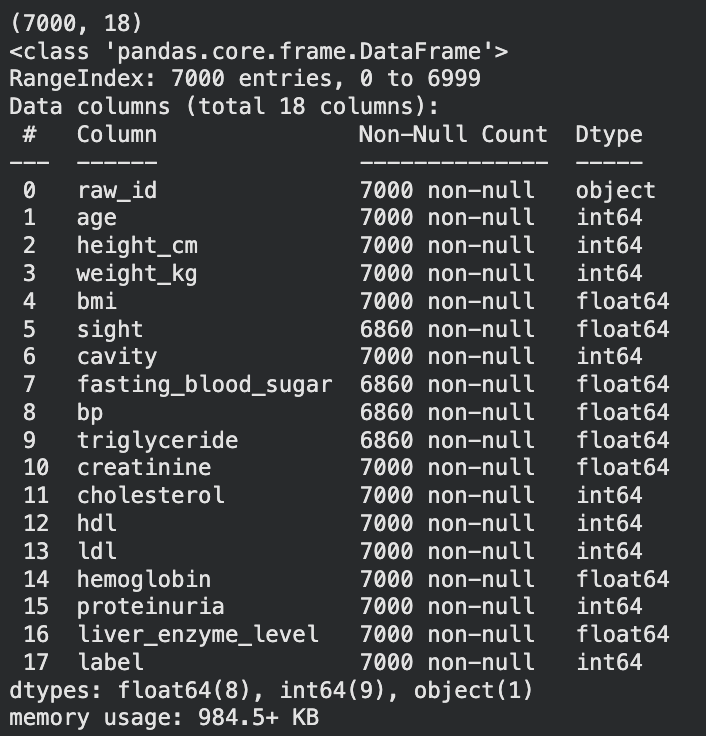 (7000, 18)
<class 'pandas.core.frame.DataFrame'>
RangeIndex: 7000 entries, 0 to 6999
Data columns (total 18 columns):
 #   Column               Non-Null Count  Dtype
---  ------               --------------  -----
 0   raw_id               7000 non-null   object
 1   age                  7000 non-null   int64
 2   height_cm            7000 non-null   int64
 3   weight_kg            7000 non-null   int64
 4   bmi                  7000 non-null   float64
 5   sight                6860 non-null   float64
 6   cavity               7000 non-null   int64
 7   fasting_blood_sugar  6860 non-null   float64
 8   bp                   6860 non-null   float64
 9   triglyceride         6860 non-null   float64
 10  creatinine           7000 non-null   float64
 11  cholesterol          7000 non-null   int64
 12  hdl                  7000 non-null   int64
 13  ldl                  7000 non-null   int64
 14  hemoglobin           7000 non-null   float64
 15  proteinuria          7000 non-null   int64
 16  liver_enzyme_level   7000 non-null   float64
 17  label                7000 non-null   int64
dtypes: float64(8), int64(9), object(1)
memory usage: 984.5+ KB